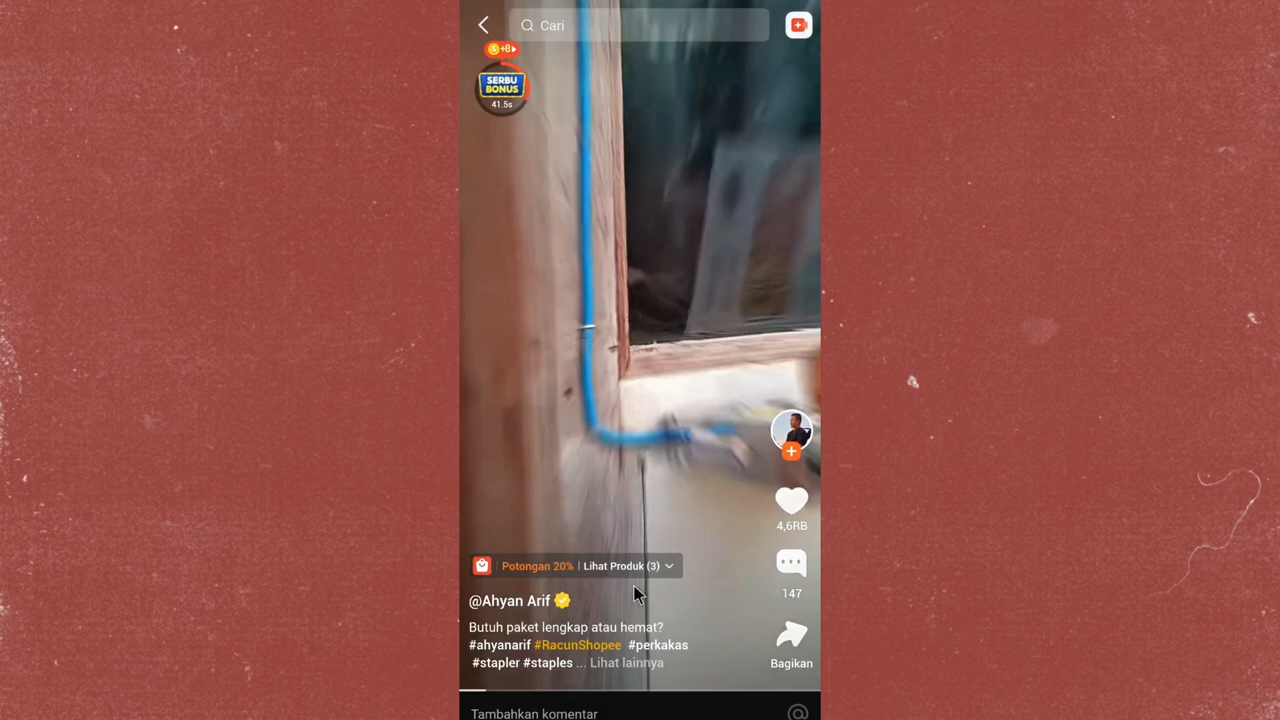 Cari
+8
SERBU
BONUS
41.5s
4,6RB
Potongan 20% | Lihat Produk (3)
147
@Ahyan Arif
Butuh paket lengkap atau hemat?
#ahyanarif #RacunShopee #perkakas
#stapler #staples ... Lihat lainnya
Bagikan
Tambahkan komentar